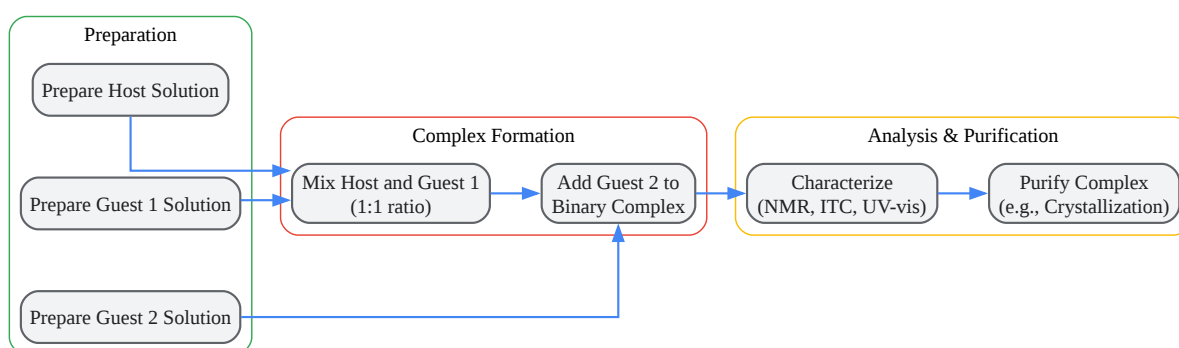 Preparation
Prepare Host Solution
Prepare Guest 1 Solution
Prepare Guest 2 Solution
Complex Formation
Mix Host and Guest 1
(1:1 ratio)
Add Guest 2 to
Binary Complex
Analysis & Purification
Characterize
(NMR, ITC, UV-vis)
Purify Complex
(e.g., Crystallization)